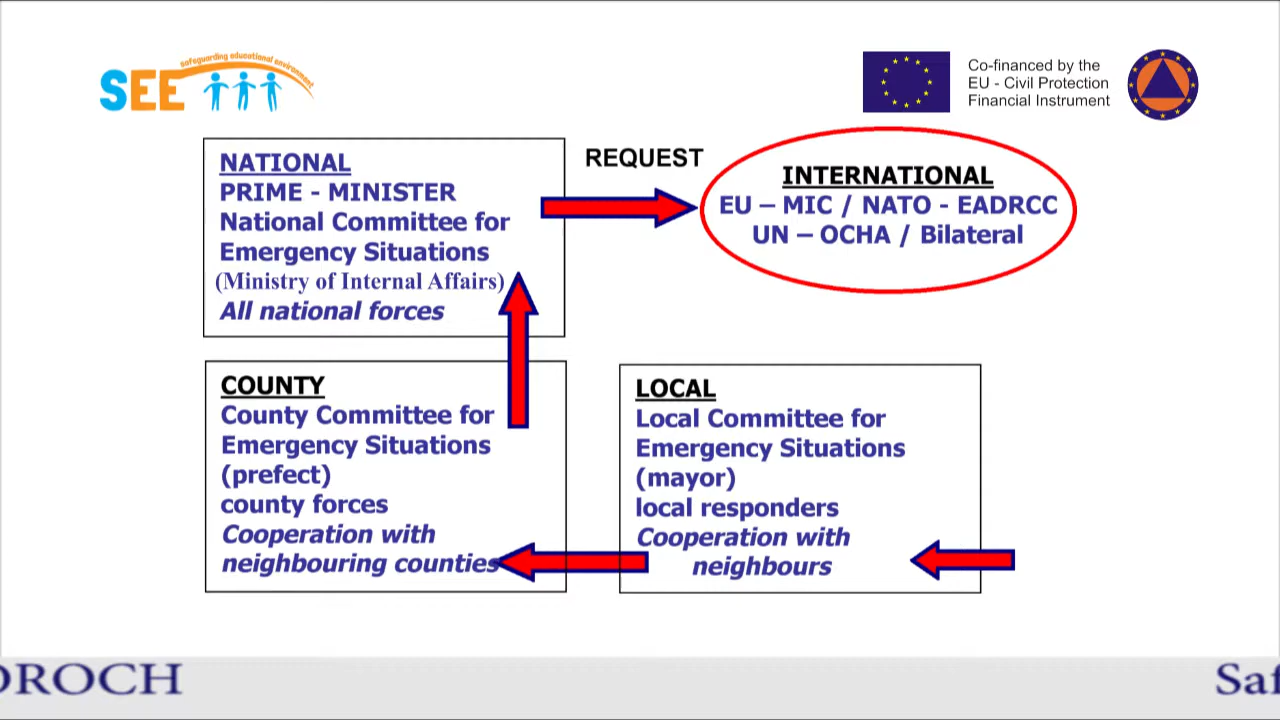 safeguarding educational environment
SEE
Co-financed by the
EU - Civil Protection
Financial Instrument
NATIONAL
PRIME - MINISTER
National Committee for
Emergency Situations
(Ministry of Internal Affairs)
All national forces
REQUEST
INTERNATIONAL
EU – MIC / NATO - EADRCC
UN – OCHA / Bilateral
COUNTY
County Committee for
Emergency Situations
(prefect)
county forces
Cooperation with
neighbouring counties
LOCAL
Local Committee for
Emergency Situations
(mayor)
local responders
Cooperation with
neighbours
OROCH
Saf